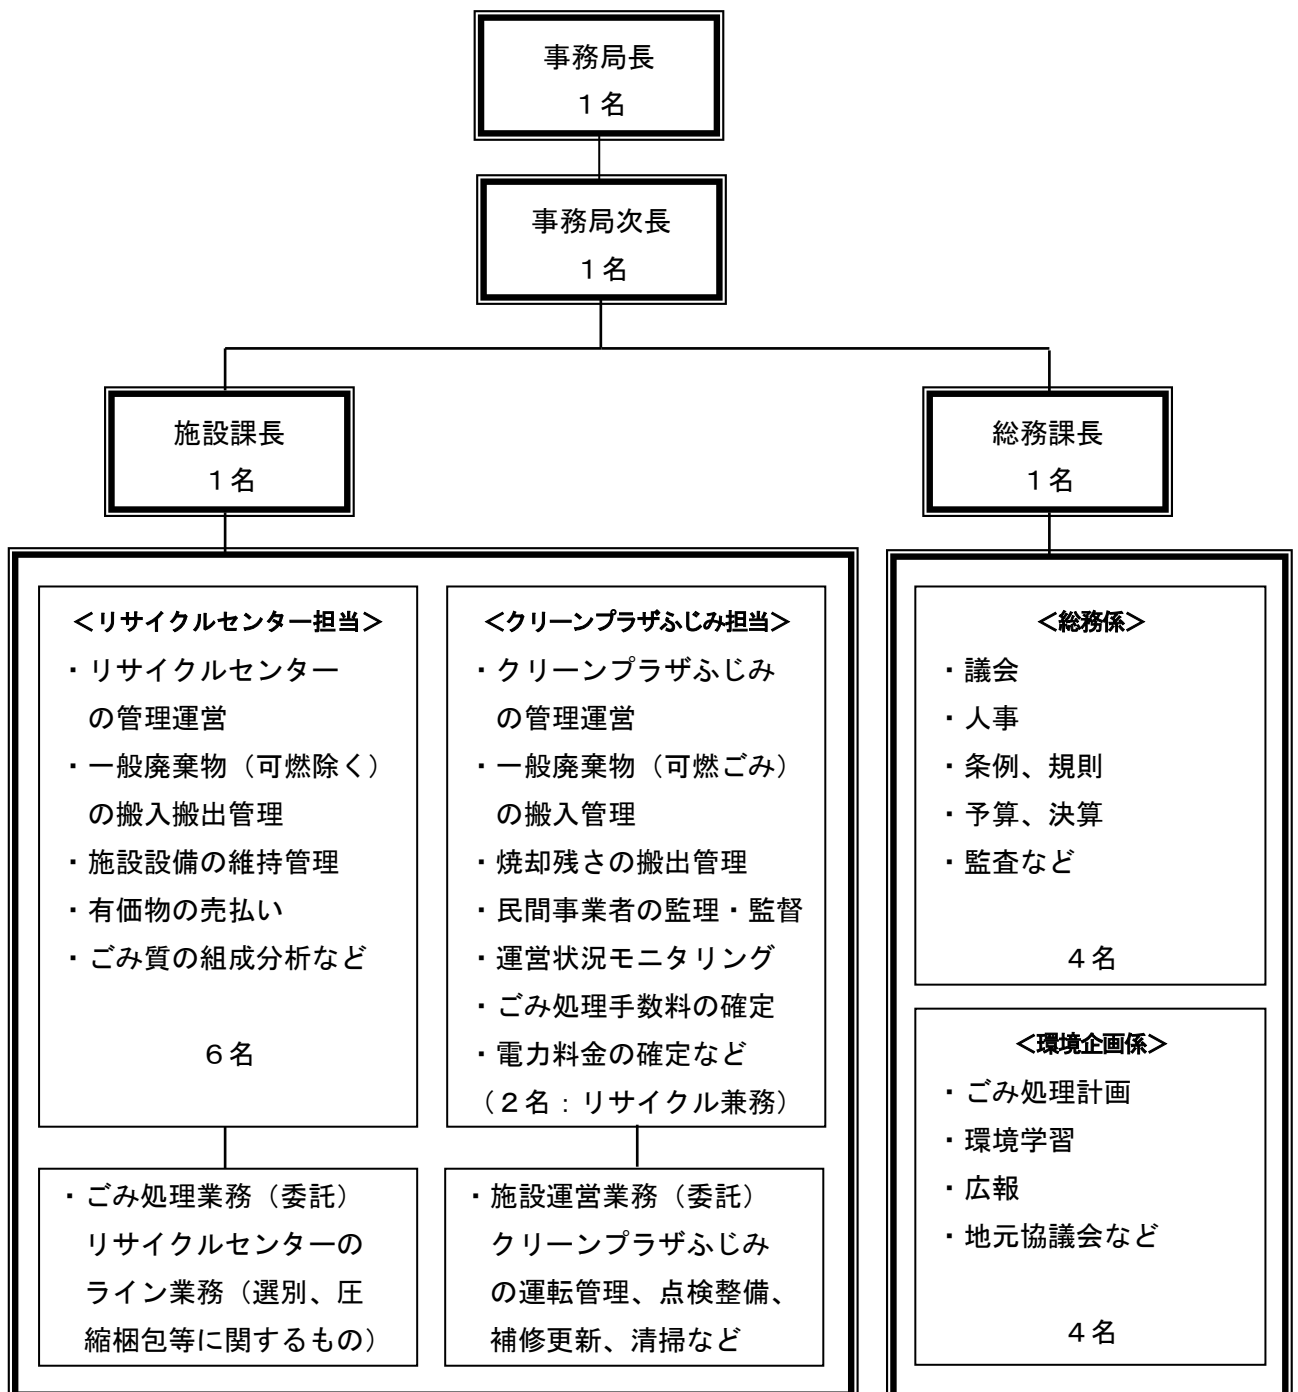 事務局長
１名
事務局次長
１名
施設課長
１名
総務課長
１名
＜リサイクルセンター担当＞
・リサイクルセンター
の管理運営
・一般廃棄物（可燃除く）
の搬入搬出管理
・施設設備の維持管理
・有価物の売払い
・ごみ質の組成分析など
６名
＜クリーンプラザふじみ担当＞
・クリーンプラザふじみ
の管理運営
・一般廃棄物（可燃ごみ）
の搬入管理
・焼却残さの搬出管理
・民間事業者の監理・監督
・運営状況モニタリング
・ごみ処理手数料の確定
・電力料金の確定など
（２名：リサイクル兼務）
・ごみ処理業務（委託）
リサイクルセンターの
ライン業務（選別、圧
縮梱包等に関するもの）
・施設運営業務（委託）
クリーンプラザふじみ
の運転管理、点検整備、
補修更新、清掃など
＜総務係＞
・議会
・人事
・条例、規則
・予算、決算
・監査など
４名
＜環境企画係＞
・ごみ処理計画
・環境学習
・広報
・地元協議会など
４名